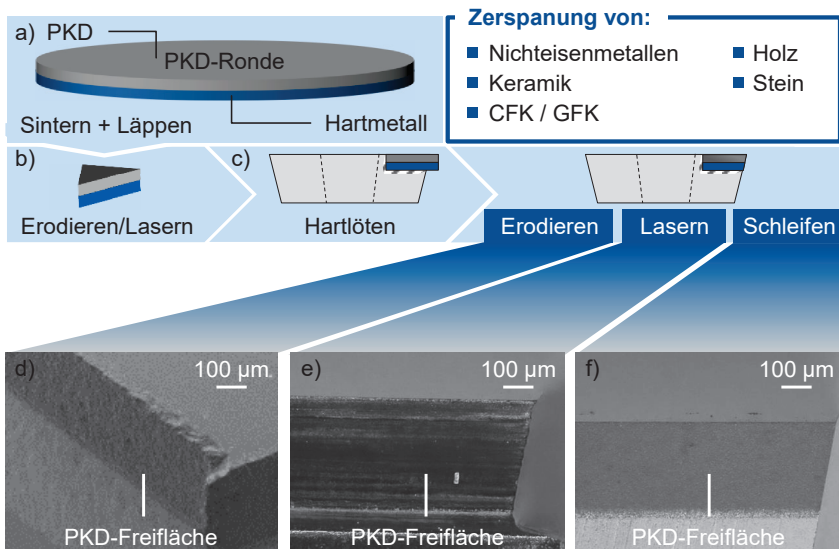 a) PKD
PKD-Ronde
Sintern + Läppen
Hartmetall
Zerspanung von:
Nichteisenmetallen
Keramik
CFK / GFK
Holz
Stein
b)
Erodieren/Lasern
c)
Hartlöten
Erodieren
Lasern
Schleifen
d)
100 µm
PKD-Freifläche
e)
100 µm
PKD-Freifläche
f)
100 µm
PKD-Freifläche